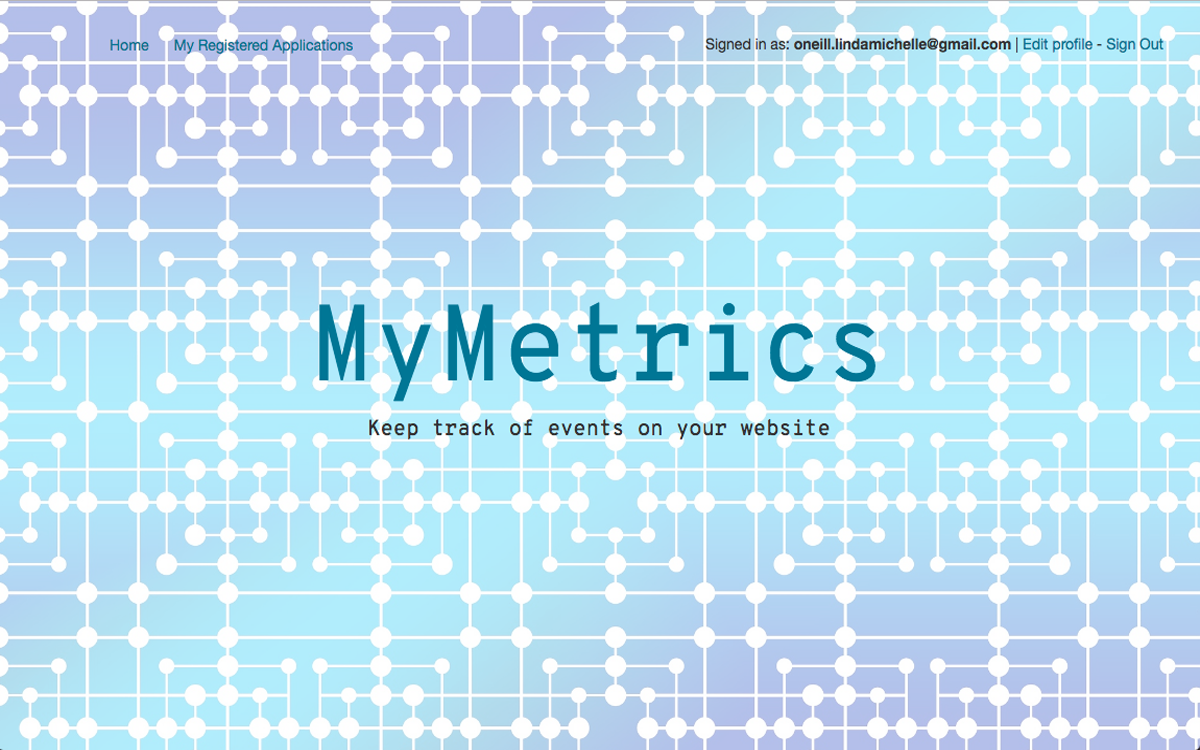 Home My Registered Applications Signed in as: oneill.lindamichelle@gmail.com | Edit profile - Sign Out
MyMetrics
Keep track of events on your website